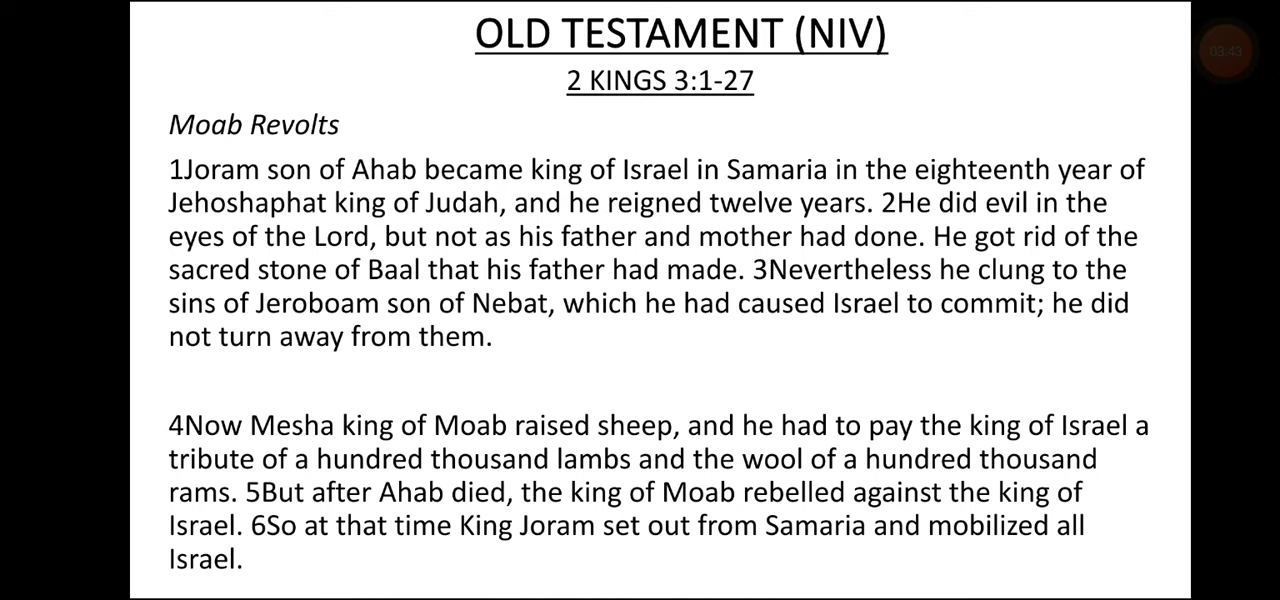 OLD TESTAMENT (NIV)
03:43
2 KINGS 3:1-27
Moab Revolts
1Joram son of Ahab became king of Israel in Samaria in the eighteenth year of
Jehoshaphat king of Judah, and he reigned twelve years. 2He did evil in the
eyes of the Lord, but not as his father and mother had done. He got rid of the
sacred stone of Baal that his father had made. 3Nevertheless he clung to the
sins of Jeroboam son of Nebat, which he had caused Israel to commit; he did
not turn away from them.
4Now Mesha king of Moab raised sheep, and he had to pay the king of Israel a
tribute of a hundred thousand lambs and the wool of a hundred thousand
rams. 5But after Ahab died, the king of Moab rebelled against the king of
Israel. 6So at that time King Joram set out from Samaria and mobilized all
Israel.